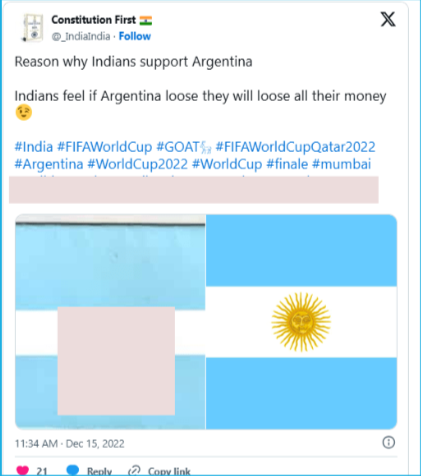 Constitution First 🇮🇳
@_IndiaIndia · Follow
Reason why Indians support Argentina
Indians feel if Argentina loose they will loose all their money
😉
#India #FIFAWorldCup #GOAT🐐 #FIFAWorldCupQatar2022
#Argentina #WorldCup2022 #WorldCup #finale #mumbai
11:34 AM · Dec 15, 2022
21 Reply Copy link